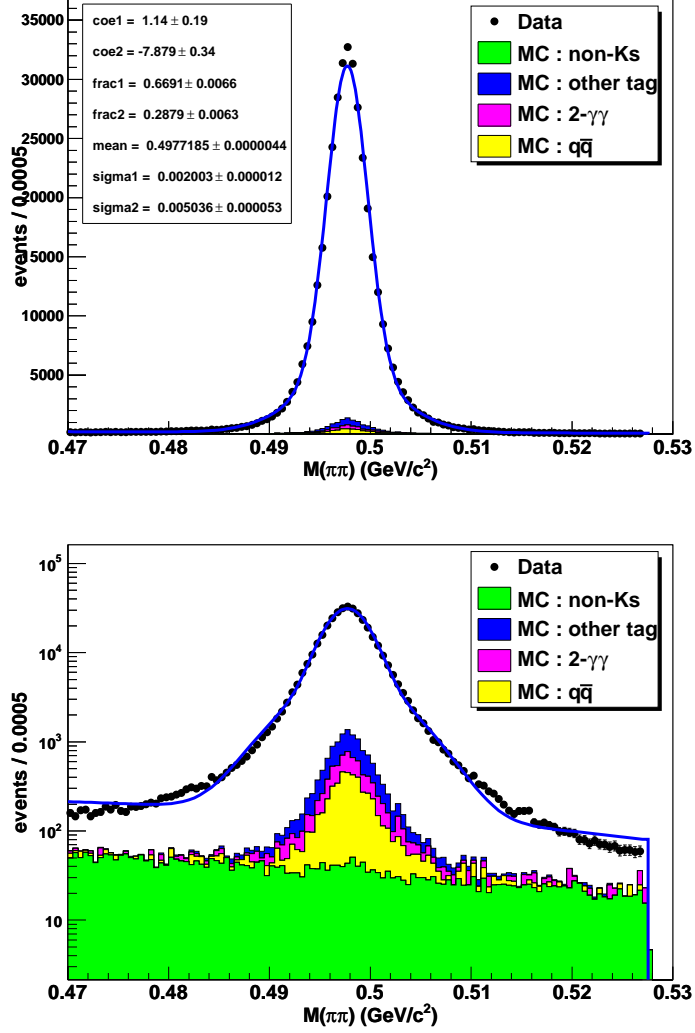 35000
30000
25000
20000
15000
10000
5000
events / 0.0005
coe1 = 1.14 ± 0.19
coe2 = -7.879 ± 0.34
frac1 = 0.6691 ± 0.0066
frac2 = 0.2879 ± 0.0063
mean = 0.4977185 ± 0.0000044
sigma1 = 0.002003 ± 0.000012
sigma2 = 0.005036 ± 0.000053
Data
MC : non-Ks
MC : other tag
MC : 2-γγ
MC : qq̅
0.47 0.48 0.49 0.5 0.51 0.52 0.53
M(ππ) (GeV/c²)
10⁵
10⁴
10³
10²
10
events / 0.0005
Data
MC : non-Ks
MC : other tag
MC : 2-γγ
MC : qq̅
0.47 0.48 0.49 0.5 0.51 0.52 0.53
M(ππ) (GeV/c²)